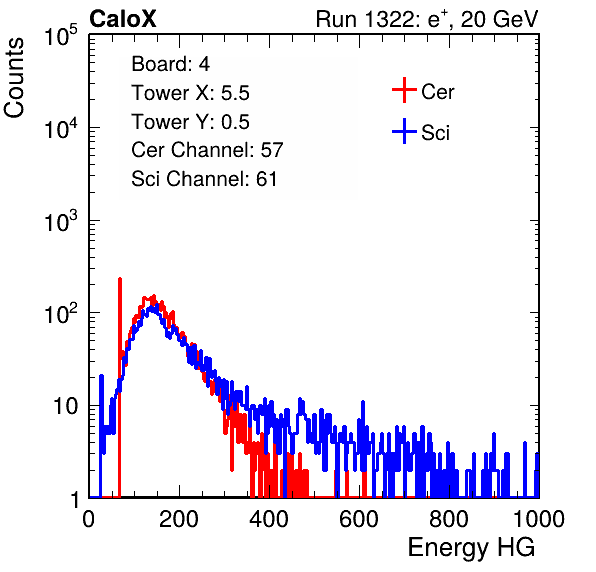 CaloX Run 1322: e⁺, 20 GeV
Counts
Board: 4
Tower X: 5.5
Tower Y: 0.5
Cer Channel: 57
Sci Channel: 61
Cer
Sci
10⁵
10⁴
10³
10²
10
1
0 200 400 600 800 1000
Energy HG